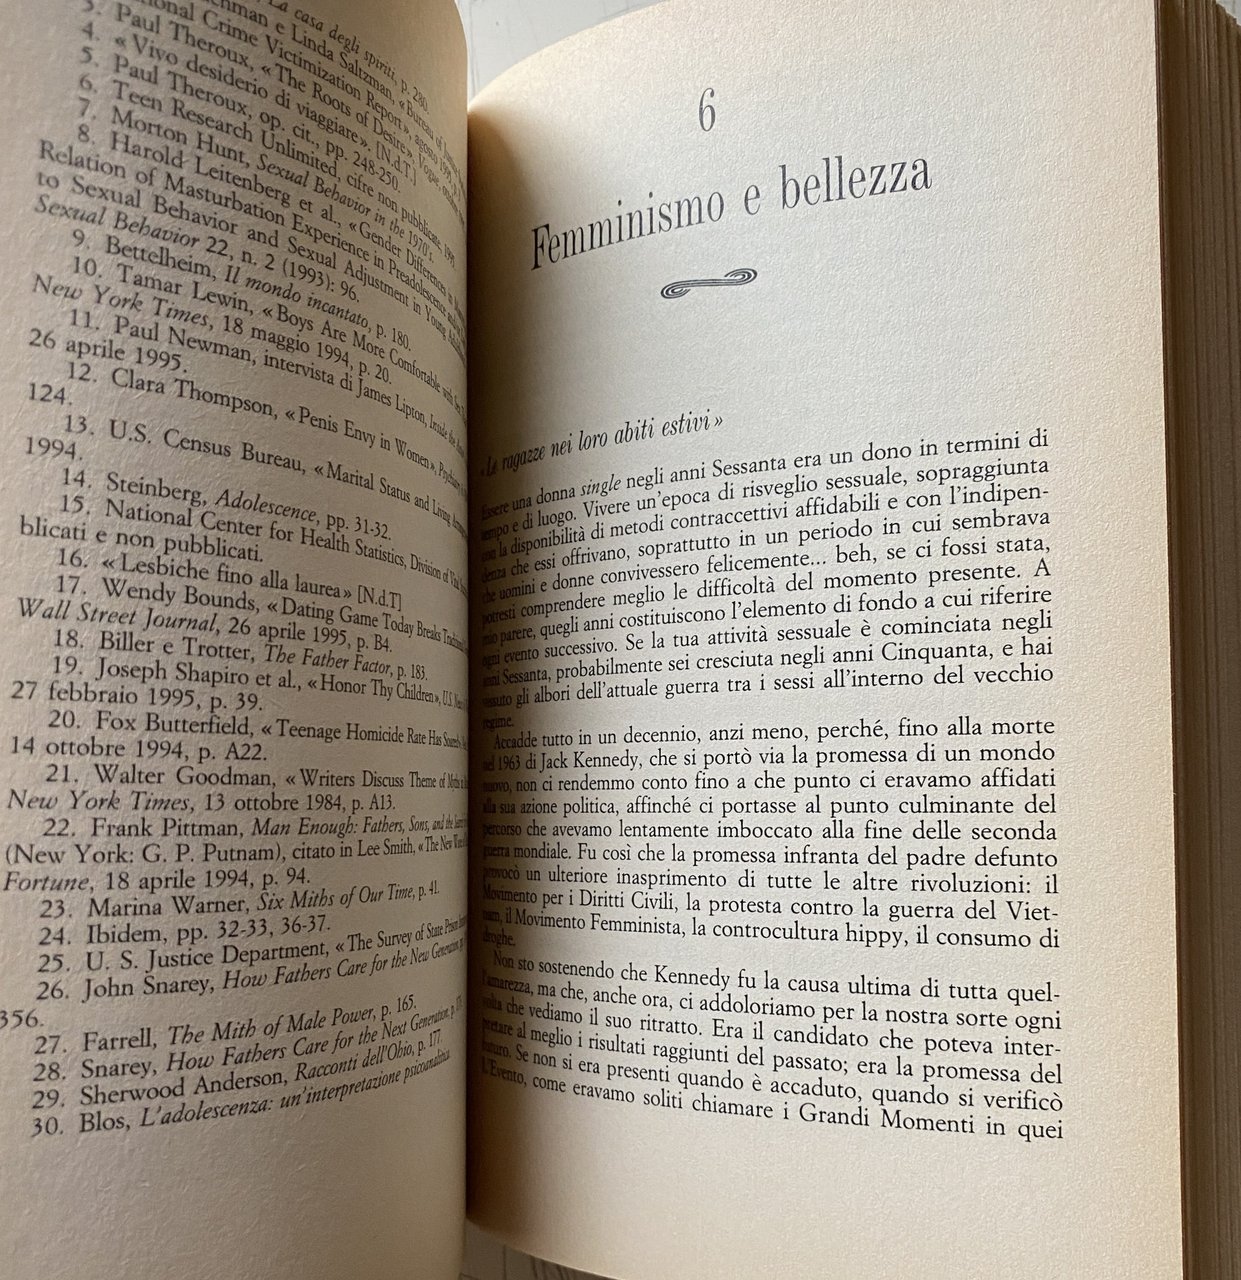 La casa degli spiriti, p. 280.
hman e Linda Saltzman, «Bureau of
onal Crime Victimization Report», agosto
3. Paul Theroux, «The Roots of Desire», Vogue,
4. «Vivo desiderio di viaggiare». [N.d.T.]
5. Paul Theroux, op. cit., pp. 248-250.
6. Teen Research Unlimited, cifre non pubblicate, 1995.
7. Morton Hunt, Sexual Behavior in the 1970's.
8. Harold Leitenberg et al., «Gender Differences in
Relation of Masturbation Experience in Preadolescence and
to Sexual Behavior and Sexual Adjustment in Young
Sexual Behavior 22, n. 2 (1993): 96.
9. Bettelheim, Il mondo incantato, p. 180.
10. Tamar Lewin, «Boys Are More Comfortable with
New York Times, 18 maggio 1994, p. 20.
11. Paul Newman, intervista di James Lipton, Inside the
26 aprile 1995.
12. Clara Thompson, «Penis Envy in Women», Psychiatry
124.
13. U.S. Census Bureau, «Marital Status and Living
1994.
14. Steinberg, Adolescence, pp. 31-32.
15. National Center for Health Statistics, Division of
blicati e non pubblicati.
16. «Lesbiche fino alla laurea» [N.d.T]
17. Wendy Bounds, «Dating Game Today Breaks
Wall Street Journal, 26 aprile 1995, p. B4.
18. Biller e Trotter, The Father Factor, p. 183.
19. Joseph Shapiro et al., «Honor Thy Children», U.S.
27 febbraio 1995, p. 39.
20. Fox Butterfield, «Teenage Homicide Rate Has
14 ottobre 1994, p. A22.
21. Walter Goodman, «Writers Discuss Theme of
New York Times, 13 ottobre 1984, p. A13.
22. Frank Pittman, Man Enough: Fathers, Sons, and the
(New York: G. P. Putnam), citato in Lee Smith, «The New
Fortune, 18 aprile 1994, p. 94.
23. Marina Warner, Six Miths of Our Time, p. 41.
24. Ibidem, pp. 32-33, 36-37.
25. U. S. Justice Department, «The Survey of State Prison
26. John Snarey, How Fathers Care for the New Generation,
356.
27. Farrell, The Mith of Male Power, p. 165.
28. Snarey, How Fathers Care for the Next Generation, p.
29. Sherwood Anderson, Racconti dell'Ohio, p. 177.
30. Blos, L'adolescenza: un'interpretazione psicoanalitica.
6
Femminismo e bellezza
«Le ragazze nei loro abiti estivi»
Essere una donna single negli anni Sessanta era un dono in termini di
tempo e di luogo. Vivere un'epoca di risveglio sessuale, sopraggiunta
con la disponibilità di metodi contraccettivi affidabili e con l'indipen-
denza che essi offrivano, soprattutto in un periodo in cui sembrava
che uomini e donne convivessero felicemente... beh, se ci fossi stata,
potresti comprendere meglio le difficoltà del momento presente. A
mio parere, quegli anni costituiscono l'elemento di fondo a cui riferire
ogni evento successivo. Se la tua attività sessuale è cominciata negli
anni Sessanta, probabilmente sei cresciuta negli anni Cinquanta, e hai
vissuto gli albori dell'attuale guerra tra i sessi all'interno del vecchio
regime.
Accadde tutto in un decennio, anzi meno, perché, fino alla morte
nel 1963 di Jack Kennedy, che si portò via la promessa di un mondo
nuovo, non ci rendemmo conto fino a che punto ci eravamo affidati
alla sua azione politica, affinché ci portasse al punto culminante del
percorso che avevamo lentamente imboccato alla fine delle seconda
guerra mondiale. Fu così che la promessa infranta del padre defunto
provocò un ulteriore inasprimento di tutte le altre rivoluzioni: il
Movimento per i Diritti Civili, la protesta contro la guerra del Viet-
nam, il Movimento Femminista, la controcultura hippy, il consumo di
droghe.
Non sto sostenendo che Kennedy fu la causa ultima di tutta quel-
l'amarezza, ma che, anche ora, ci addoloriamo per la nostra sorte ogni
volta che vediamo il suo ritratto. Era il candidato che poteva inter-
pretare al meglio i risultati raggiunti del passato; era la promessa del
futuro. Se non si era presenti quando è accaduto, quando si verificò
l'Evento, come eravamo soliti chiamare i Grandi Momenti in quei